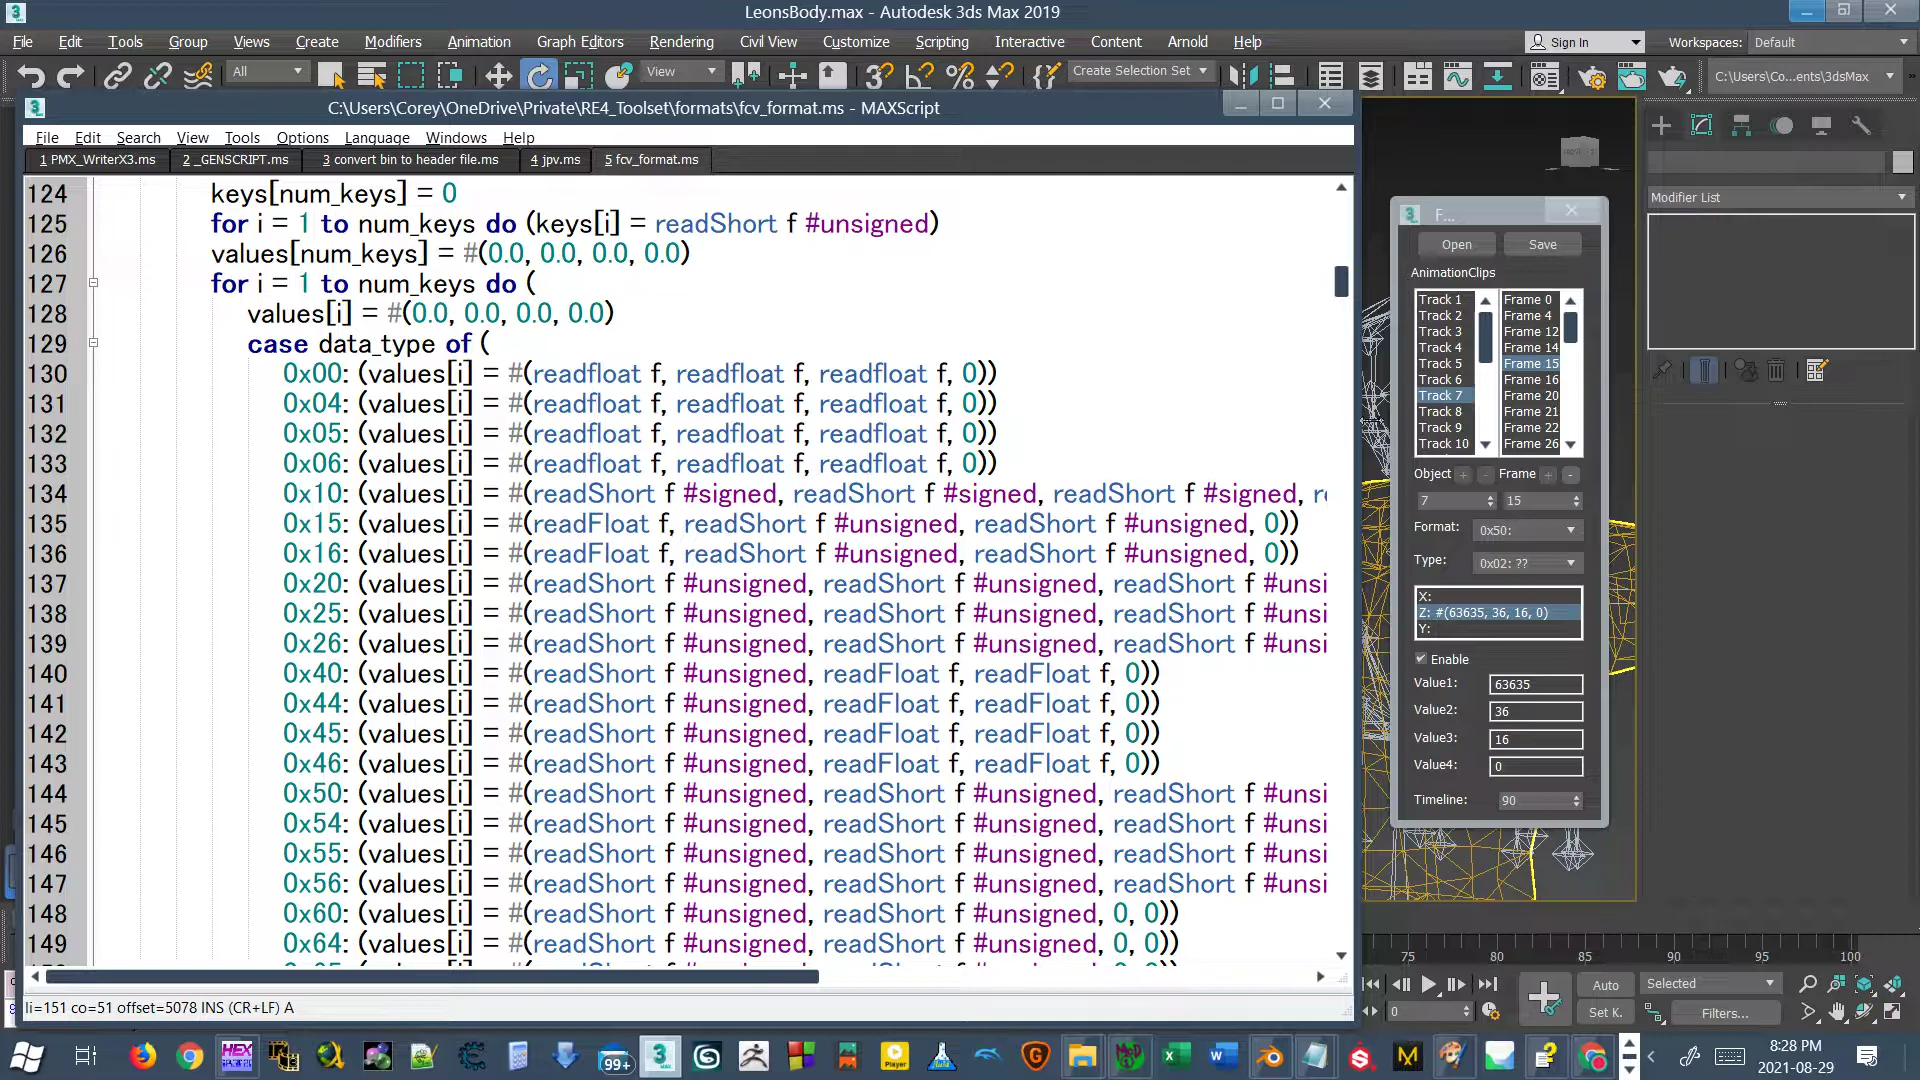 LeonsBody.max - Autodesk 3ds Max 2019
File Edit Tools Group Views Create Modifiers Animation Graph Editors Rendering Civil View Customize Scripting Interactive Content Arnold Help Sign In Workspaces: Default
All View Create Selection Set C:\Users\Co...ents\3dsMax
C:\Users\Corey\OneDrive\Private\RE4_Toolset\formats\fcv_format.ms - MAXScript
File Edit Search View Tools Options Language Windows Help
1 PMX_WriterX3.ms 2 _GENSCRIPT.ms 3 convert bin to header file.ms 4 jpv.ms 5 fcv_format.ms
124 keys[num_keys] = 0
125 for i = 1 to num_keys do (keys[i] = readShort f #unsigned)
126 values[num_keys] = #(0.0, 0.0, 0.0, 0.0)
127 for i = 1 to num_keys do (
128 values[i] = #(0.0, 0.0, 0.0, 0.0)
129 case data_type of (
130 0x00: (values[i] = #(readfloat f, readfloat f, readfloat f, 0))
131 0x04: (values[i] = #(readfloat f, readfloat f, readfloat f, 0))
132 0x05: (values[i] = #(readfloat f, readfloat f, readfloat f, 0))
133 0x06: (values[i] = #(readfloat f, readfloat f, readfloat f, 0))
134 0x10: (values[i] = #(readShort f #signed, readShort f #signed, readShort f #signed, r
135 0x15: (values[i] = #(readFloat f, readShort f #unsigned, readShort f #unsigned, 0))
136 0x16: (values[i] = #(readFloat f, readShort f #unsigned, readShort f #unsigned, 0))
137 0x20: (values[i] = #(readShort f #unsigned, readShort f #unsigned, readShort f #unsi
138 0x25: (values[i] = #(readShort f #unsigned, readShort f #unsigned, readShort f #unsi
139 0x26: (values[i] = #(readShort f #unsigned, readShort f #unsigned, readShort f #unsi
140 0x40: (values[i] = #(readShort f #unsigned, readFloat f, readFloat f, 0))
141 0x44: (values[i] = #(readShort f #unsigned, readFloat f, readFloat f, 0))
142 0x45: (values[i] = #(readShort f #unsigned, readFloat f, readFloat f, 0))
143 0x46: (values[i] = #(readShort f #unsigned, readFloat f, readFloat f, 0))
144 0x50: (values[i] = #(readShort f #unsigned, readShort f #unsigned, readShort f #unsi
145 0x54: (values[i] = #(readShort f #unsigned, readShort f #unsigned, readShort f #unsi
146 0x55: (values[i] = #(readShort f #unsigned, readShort f #unsigned, readShort f #unsi
147 0x56: (values[i] = #(readShort f #unsigned, readShort f #unsigned, readShort f #unsi
148 0x60: (values[i] = #(readShort f #unsigned, readShort f #unsigned, 0, 0))
149 0x64: (values[i] = #(readShort f #unsigned, readShort f #unsigned, 0, 0))
li=151 co=51 offset=5078 INS (CR+LF) A
F...
Open Save
AnimationClips
Track 1 Frame 0
Track 2 Frame 4
Track 3 Frame 12
Track 4 Frame 14
Track 5 Frame 15
Track 6 Frame 16
Track 7 Frame 20
Track 8 Frame 21
Track 9 Frame 22
Track 10 Frame 26
Object + - Frame + -
7 15
Format: 0x50:
Type: 0x02: ??
X:
Z: #(63635, 36, 16, 0)
Y:
Enable
Value1: 63635
Value2: 36
Value3: 16
Value4: 0
Timeline: 90
Modifier List
75 80 85 90 95 100
Auto Selected
0 Set K. Filters...
HEX
99+
3
MAX
Player
8:28 PM
2021-08-29